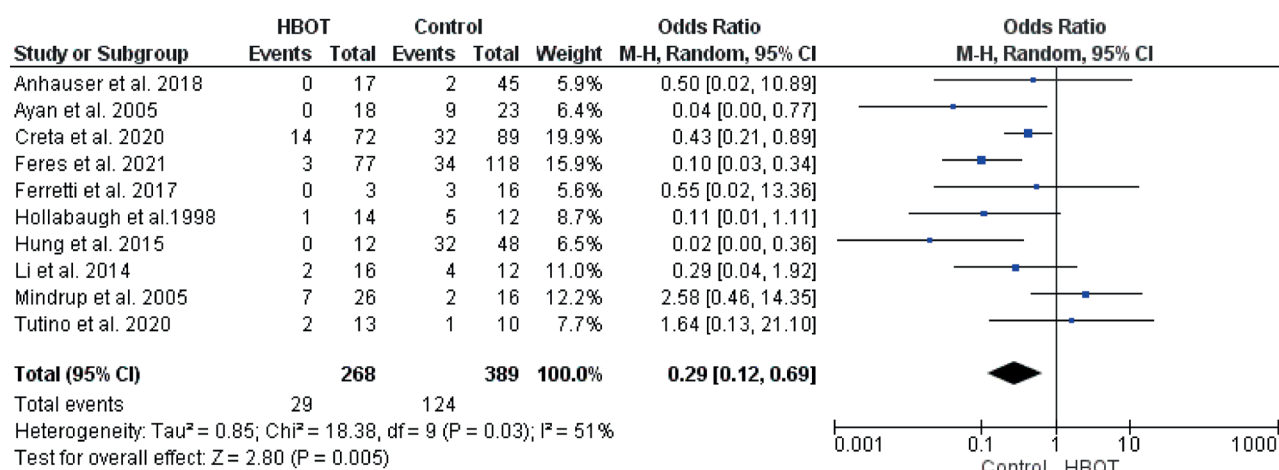 HBOT Control Odds Ratio Odds Ratio
Study or Subgroup Events Total Events Total Weight M-H, Random, 95% CI M-H, Random, 95% CI
Anhauser et al. 2018 0 17 2 45 5.9% 0.50 [0.02, 10.89]
Ayan et al. 2005 0 18 9 23 6.4% 0.04 [0.00, 0.77]
Creta et al. 2020 14 72 32 89 19.9% 0.43 [0.21, 0.89]
Feres et al. 2021 3 77 34 118 15.9% 0.10 [0.03, 0.34]
Ferretti et al. 2017 0 3 3 16 5.6% 0.55 [0.02, 13.36]
Hollabaugh et al.1998 1 14 5 12 8.7% 0.11 [0.01, 1.11]
Hung et al. 2015 0 12 32 48 6.5% 0.02 [0.00, 0.36]
Li et al. 2014 2 16 4 12 11.0% 0.29 [0.04, 1.92]
Mindrup et al. 2005 7 26 2 16 12.2% 2.58 [0.46, 14.35]
Tutino et al. 2020 2 13 1 10 7.7% 1.64 [0.13, 21.10]
Total (95% CI) 268 389 100.0% 0.29 [0.12, 0.69]
Total events 29 124
Heterogeneity: Tau² = 0.85; Chi² = 18.38, df = 9 (P = 0.03); I² = 51%
Test for overall effect: Z = 2.80 (P = 0.005)
0.001 0.1 1 10 1000
Control HBOT